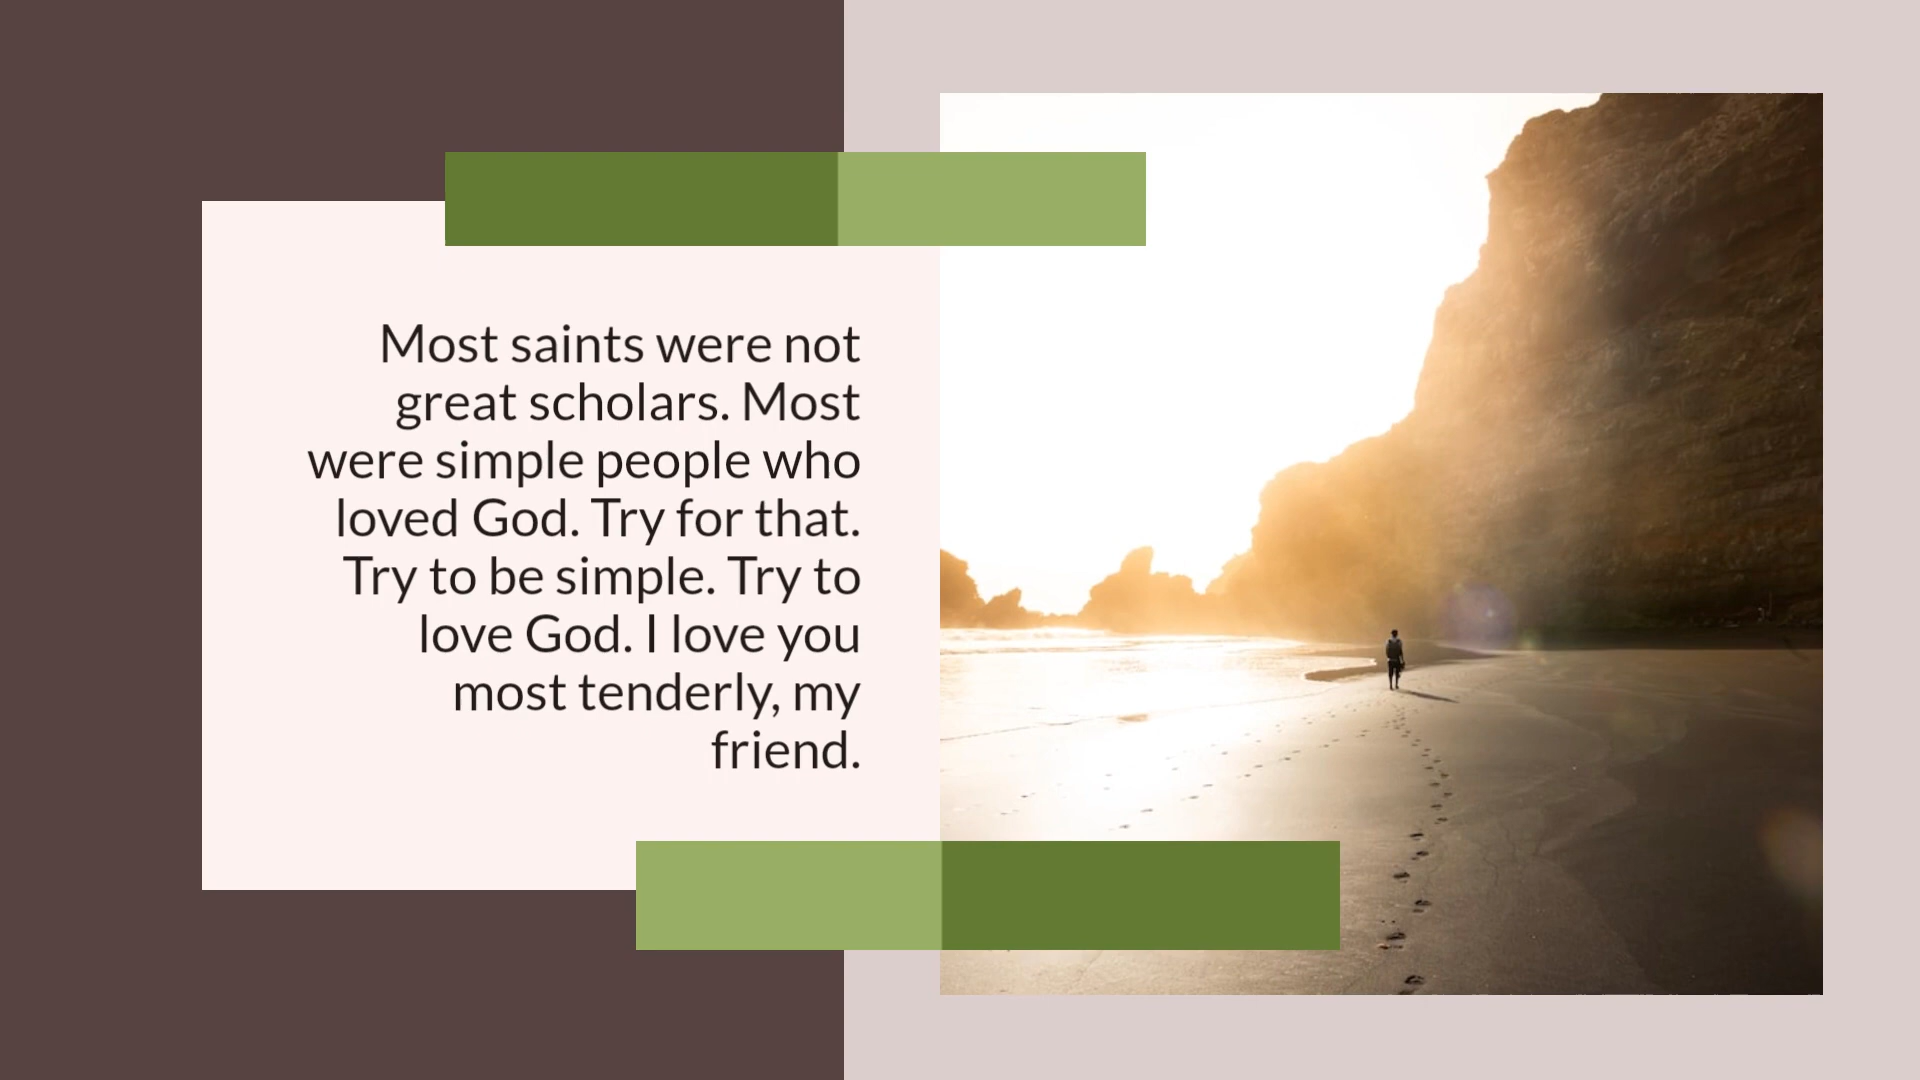 Most saints were not
great scholars. Most
were simple people who
loved God. Try for that.
Try to be simple. Try to
love God. I love you
most tenderly, my
friend.